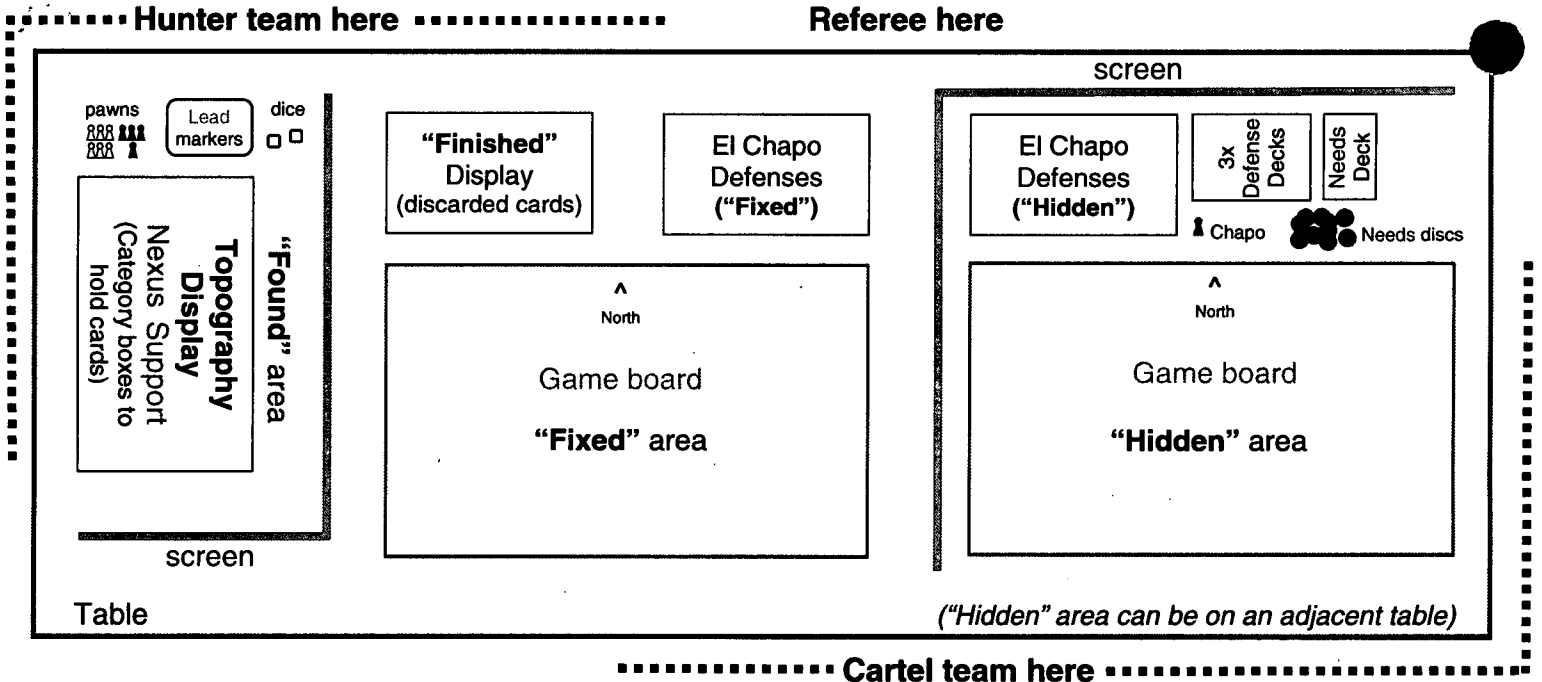 Hunter team here
Referee here
screen
pawns
Lead
markers
dice
"Finished"
Display
(discarded cards)
El Chapo
Defenses
("Fixed")
El Chapo
Defenses
("Hidden")
3x
Defense
Decks
Needs
Deck
Chapo
Needs discs
"Found" area
Topography
Display
Nexus Support
(Category boxes to
hold cards)
^
North
Game board
"Fixed" area
^
North
Game board
"Hidden" area
screen
Table
("Hidden" area can be on an adjacent table)
Cartel team here